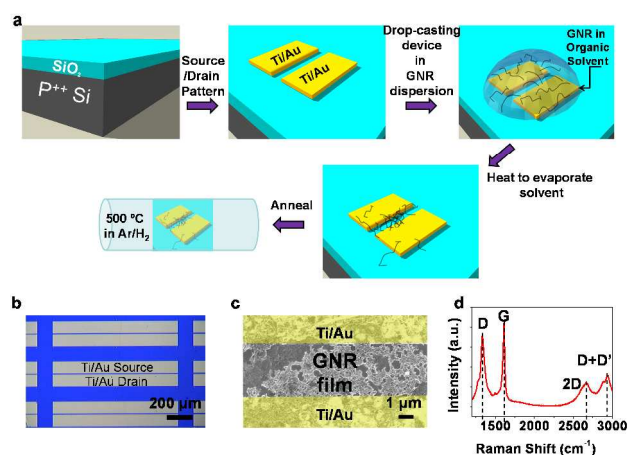 a
SiO₂
P⁺⁺ Si
Source
/Drain
Pattern
Ti/Au
Ti/Au
Drop-casting
device
in
GNR
dispersion
GNR in
Organic
Solvent
Heat to evaporate
solvent
Anneal
500 ºC
in Ar/H₂
b
Ti/Au Source
Ti/Au Drain
200 µm
c
Ti/Au
GNR
film
Ti/Au
1 µm
d
Intensity (a.u.)
D
G
2D
D+D'
1500 2000 2500 3000
Raman Shift (cm⁻¹)